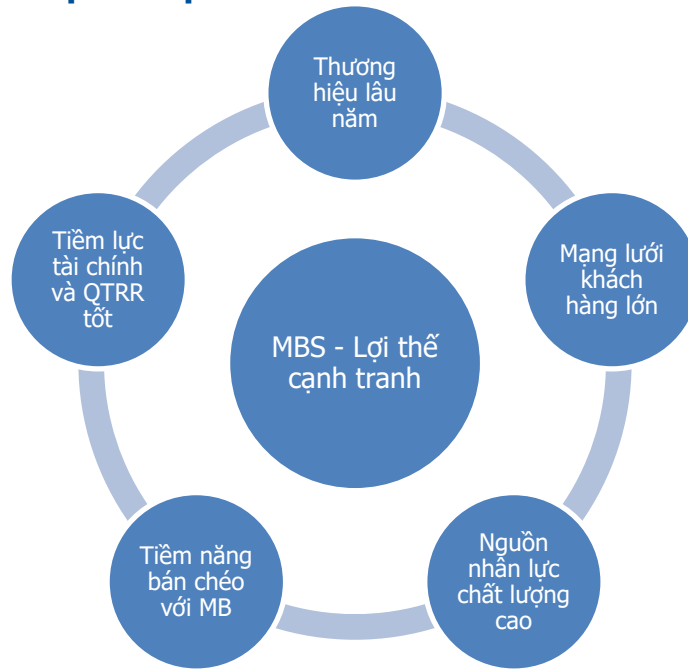 Thương
hiệu lâu
năm
Mạng lưới
khách
hàng lớn
Nguồn
nhân lực
chất lượng
cao
Tiềm năng
bán chéo
với MB
Tiềm lực
tài chính
và QTRR
tốt
MBS - Lợi thế
cạnh tranh